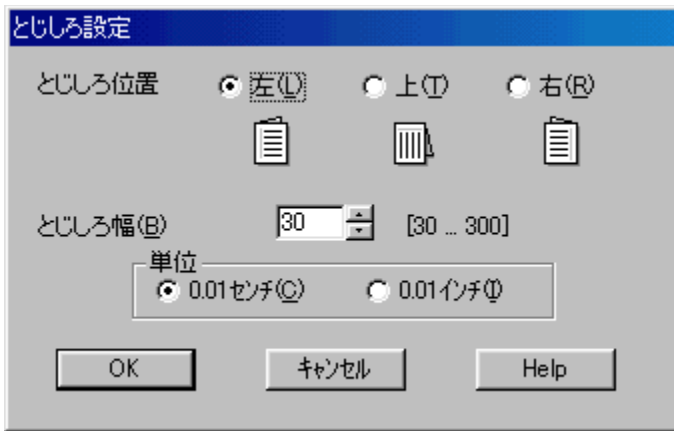 とじしろ設定
とじしろ位置 左(L) 上(T) 右(R)
とじしろ幅(B) 30 [30 ... 300]
単位
0.01センチ(C) 0.01インチ(I)
OK キャンセル Help